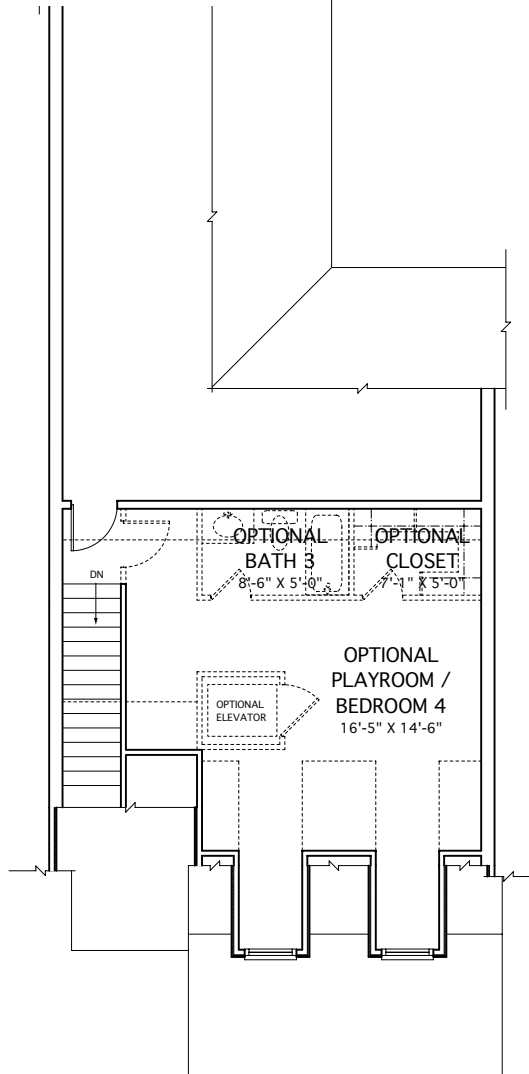 OPTIONAL
BATH 3
8'-6" X 5'-0"
OPTIONAL
CLOSET
7'-1" X 5'-0"
DN
OPTIONAL
PLAYROOM /
BEDROOM 4
16'-5" X 14'-6"
OPTIONAL
ELEVATOR